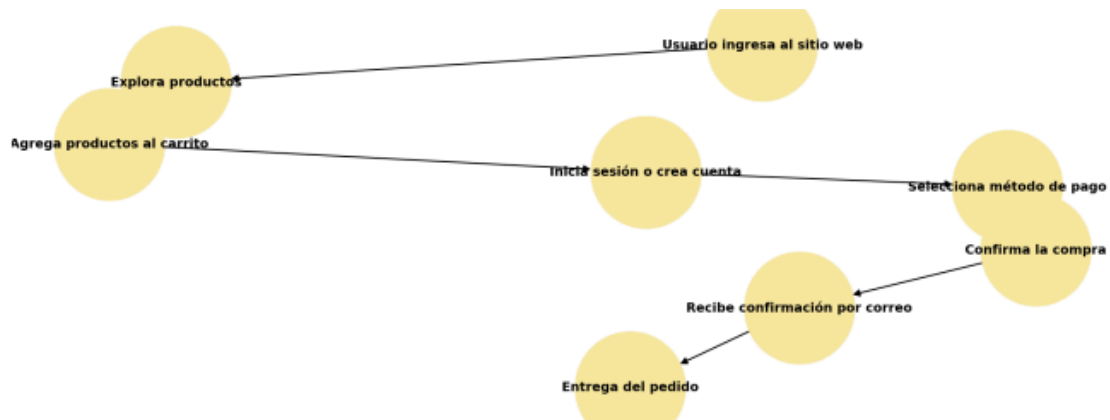 Usuario ingresa al sitio web
Explora productos
Agrega productos al carrito
Inicia sesión o crea cuenta
Selecciona método de pago
Confirma la compra
Recibe confirmación por correo
Entrega del pedido